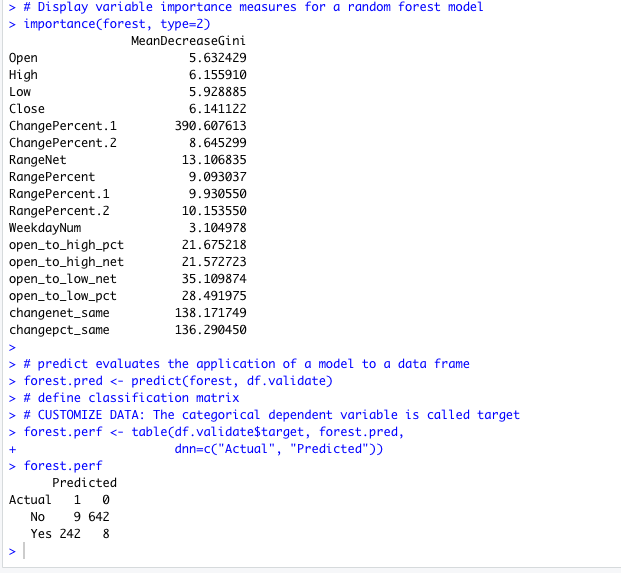 > # Display variable importance measures for a random forest model
> importance(forest, type=2)
MeanDecreaseGini
Open 5.632429
High 6.155910
Low 5.928885
Close 6.141122
ChangePercent.1 390.607613
ChangePercent.2 8.645299
RangeNet 13.106835
RangePercent 9.093037
RangePercent.1 9.930550
RangePercent.2 10.153550
WeekdayNum 3.104978
open_to_high_pct 21.675218
open_to_high_net 21.572723
open_to_low_net 35.109874
open_to_low_pct 28.491975
changenet_same 138.171749
changepct_same 136.290450
>
> # predict evaluates the application of a model to a data frame
> forest.pred <- predict(forest, df.validate)
> # define classification matrix
> # CUSTOMIZE DATA: The categorical dependent variable is called target
> forest.perf <- table(df.validate$target, forest.pred,
+ dnn=c("Actual", "Predicted"))
> forest.perf
Predicted
Actual 1 0
No 9 642
Yes 242 8
>